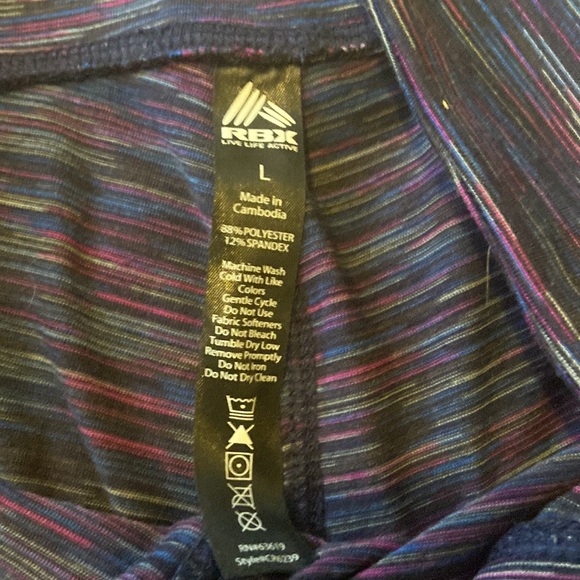 RBX
LIVE LIFE ACTIVE
L
Made in
Cambodia
88% POLYESTER
12% SPANDEX
Machine Wash
Cold With Like
Colors
Gentle Cycle
Do Not Use
Fabric Softeners
Do Not Bleach
Tumble Dry Low
Remove Promptly
Do Not Iron
Do Not Dry Clean
RN#63619